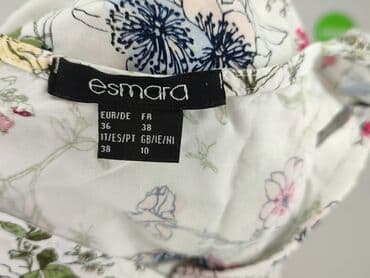 esmara
EUR/DE FR
36 38
IT/ES/PT GB/IE/NI
38 10